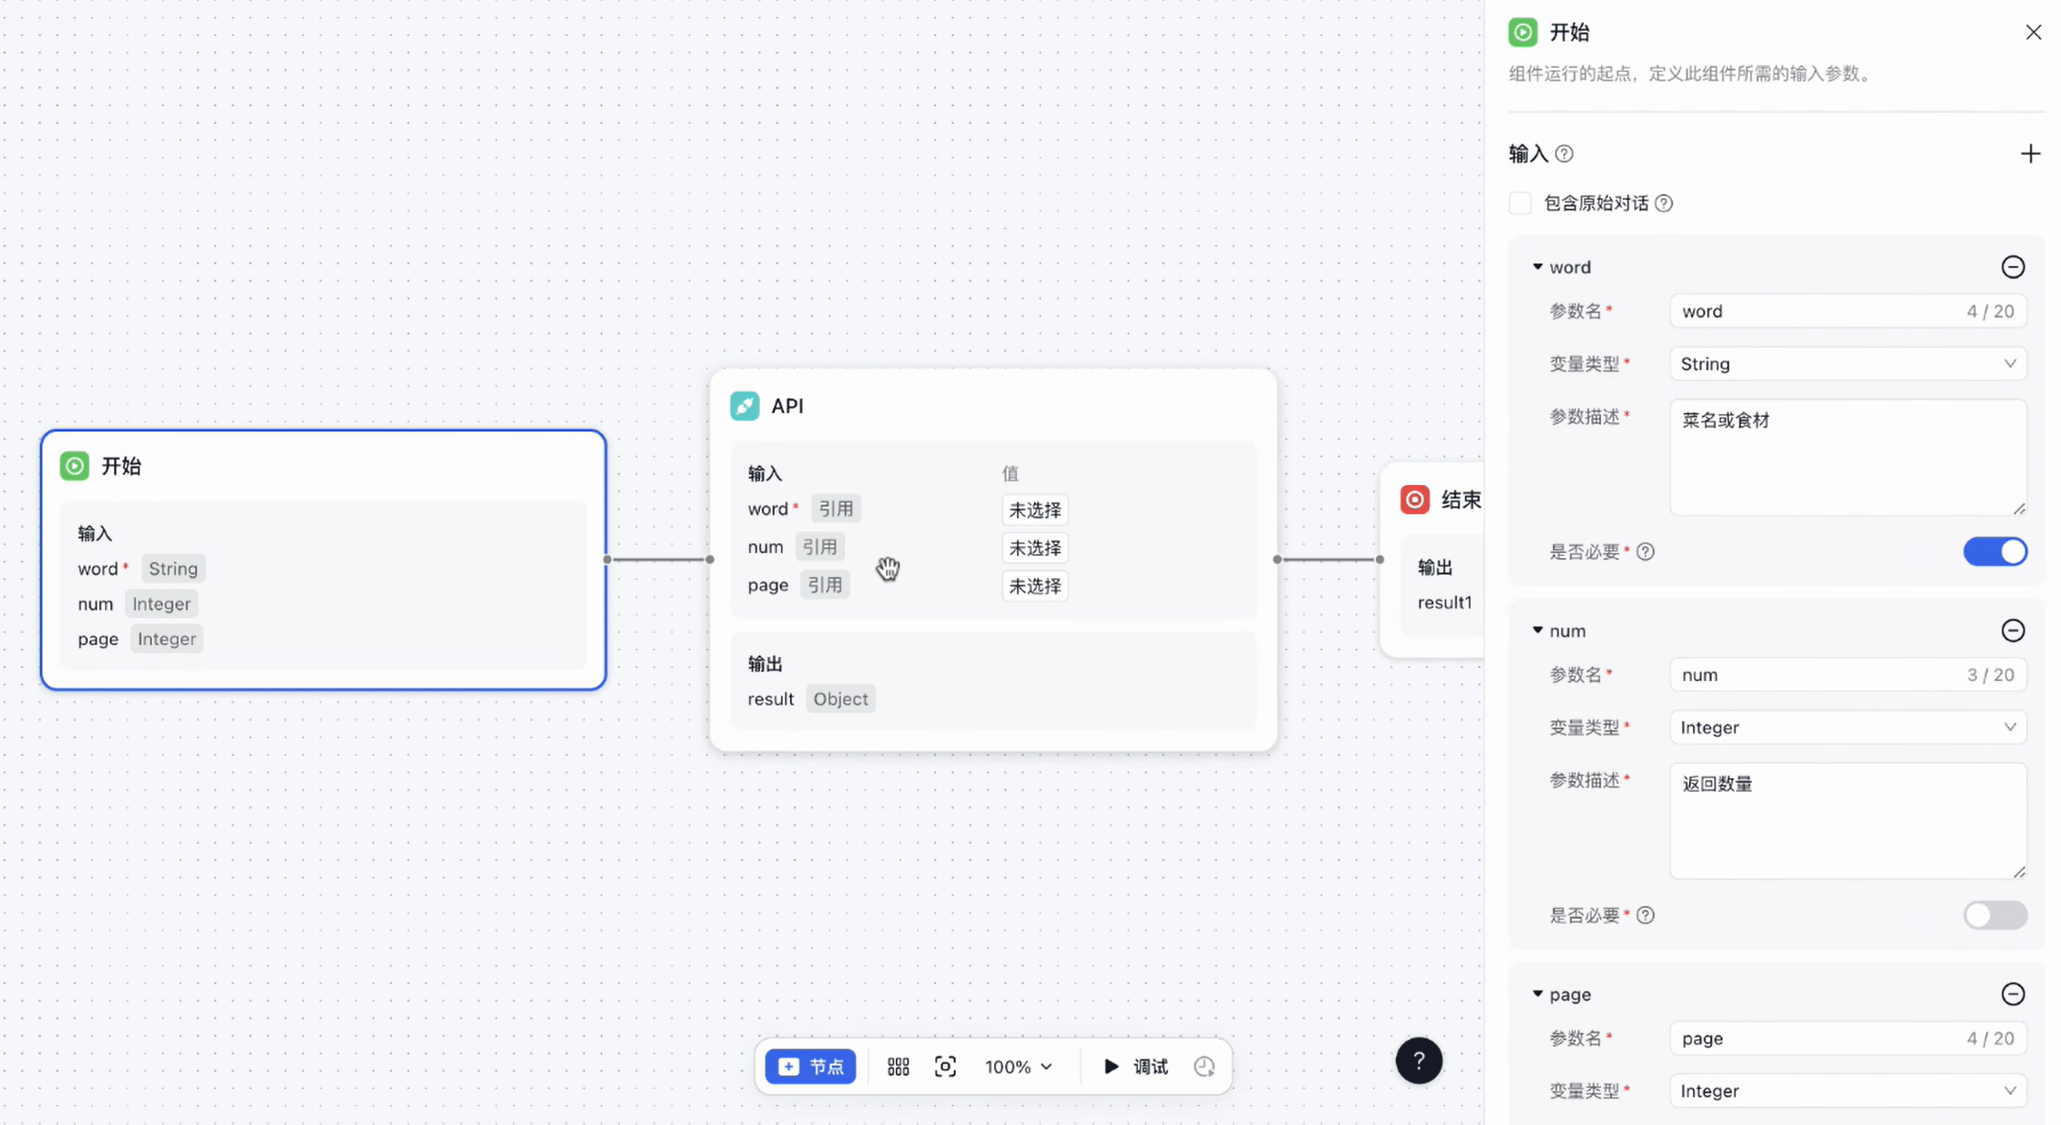 开始
输入
word* String
num Integer
page Integer
API
输入 值
word* 引用 未选择
num 引用 未选择
page 引用 未选择
输出
result Object
结束
输出
result1
节点
100%
调试
?
开始
组件运行的起点，定义此组件所需的输入参数。
输入 ?
包含原始对话 ?
word
参数名* word 4 / 20
变量类型* String
参数描述* 菜名或食材
是否必要* ?
num
参数名* num 3 / 20
变量类型* Integer
参数描述* 返回数量
是否必要* ?
page
参数名* page 4 / 20
变量类型* Integer